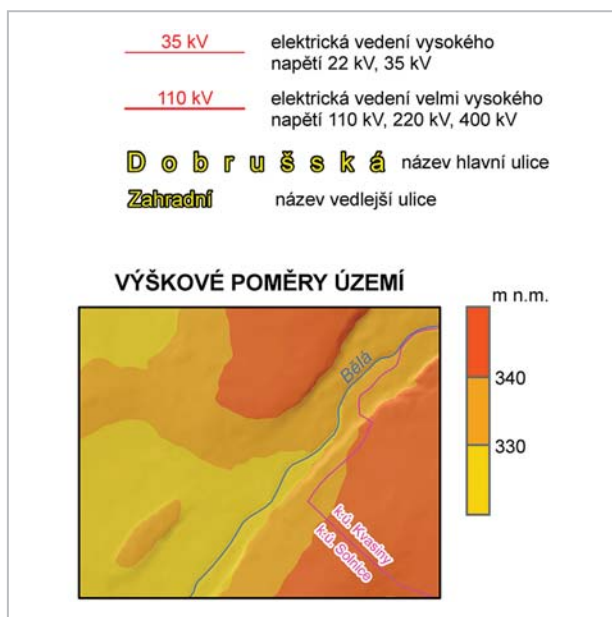 35 kV
elektrická vedení vysokého
napětí 22 kV, 35 kV
110 kV
elektrická vedení velmi vysokého
napětí 110 kV, 220 kV, 400 kV
Dobrušská název hlavní ulice
Zahradní název vedlejší ulice
VÝŠKOVÉ POMĚRY ÚZEMÍ
m n.m.
340
330
Bělá
k.ú. Kvasiny
k.ú. Solnice